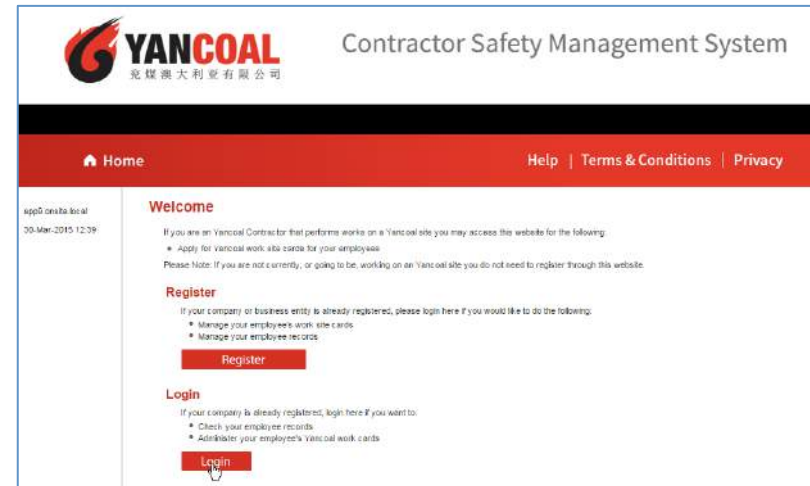 YANCOAL
兖煤澳大利亚有限公司
Contractor Safety Management System
Home
Help | Terms & Conditions | Privacy
app0.onsite.local
30-Mar-2015 12:39
Welcome
If you are an Yancoal Contractor that performs works on a Yancoal site you may access this website for the following:
Apply for Yancoal work site cards for your employees
Please Note: If you are not currently, or going to be, working on an Yancoal site you do not need to register through this website.
Register
If your company or business entity is already registered, please login here if you would like to do the following:
Manage your employee's work site cards
Manage your employee records
Register
Login
If your company is already registered, login here if you want to:
Check your employee records
Administer your employee's Yancoal work cards
Login